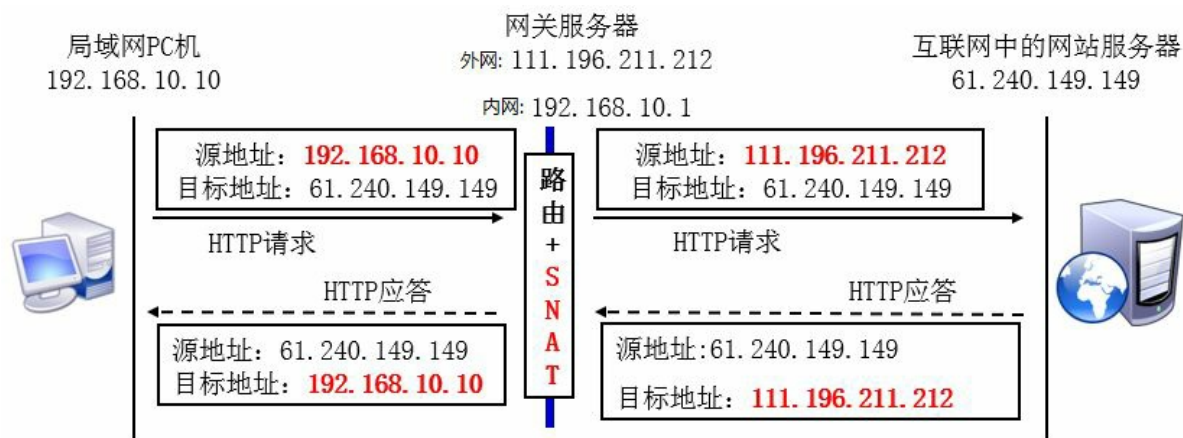 局域网PC机
192.168.10.10
网关服务器
外网: 111.196.211.212
内网: 192.168.10.1
互联网中的网站服务器
61.240.149.149
源地址：192.168.10.10
目标地址：61.240.149.149
HTTP请求
路由+SNAT
源地址：111.196.211.212
目标地址：61.240.149.149
HTTP请求
HTTP应答
源地址：61.240.149.149
目标地址：192.168.10.10
HTTP应答
源地址:61.240.149.149
目标地址：111.196.211.212